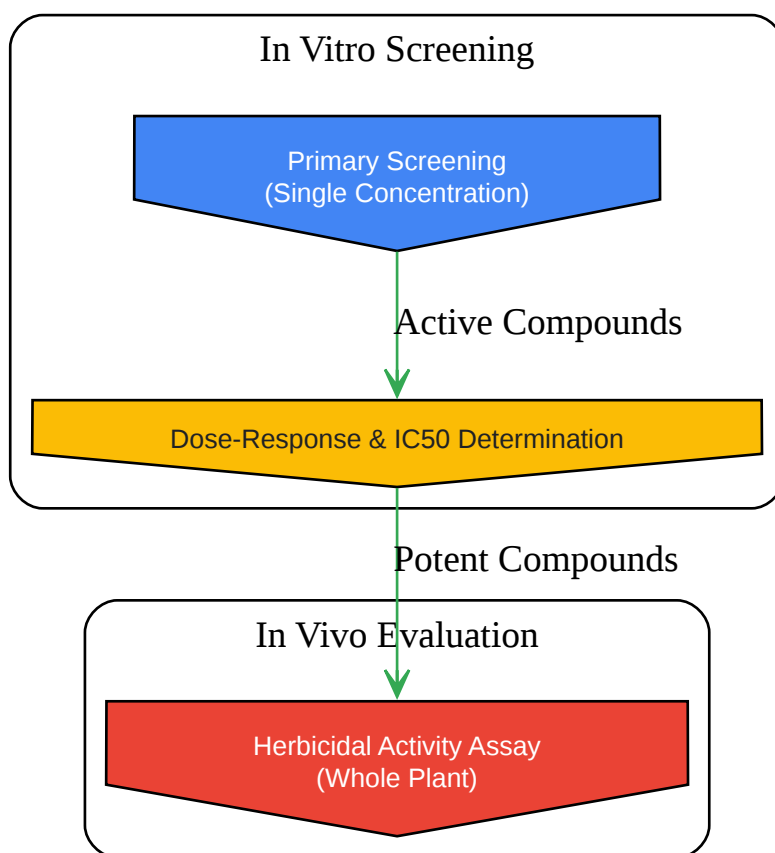 In Vitro Screening
Primary Screening
(Single Concentration)
Active Compounds
Dose-Response & IC50 Determination
Potent Compounds
In Vivo Evaluation
Herbicidal Activity Assay
(Whole Plant)